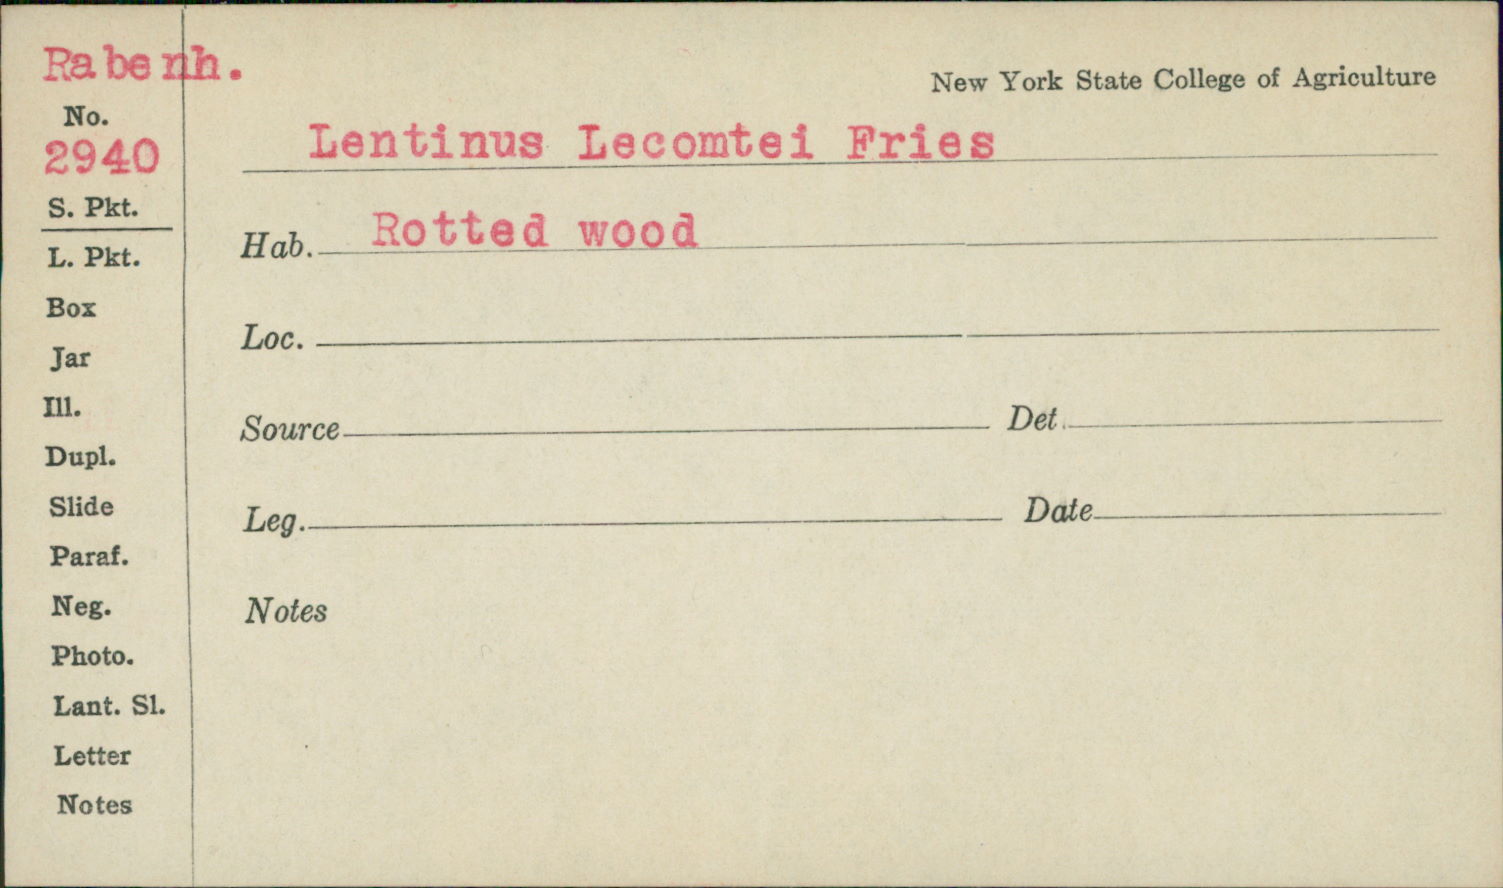 Rabenh.
New York State College of Agriculture
No.
2940
Lentinus Lecomtei Fries
S. Pkt.
Hab. Rotted wood
L. Pkt.
Box
Loc.
Jar
Ill.
Source Det.
Dupl.
Slide
Leg. Date
Paraf.
Neg.
Notes
Photo.
Lant. Sl.
Letter
Notes